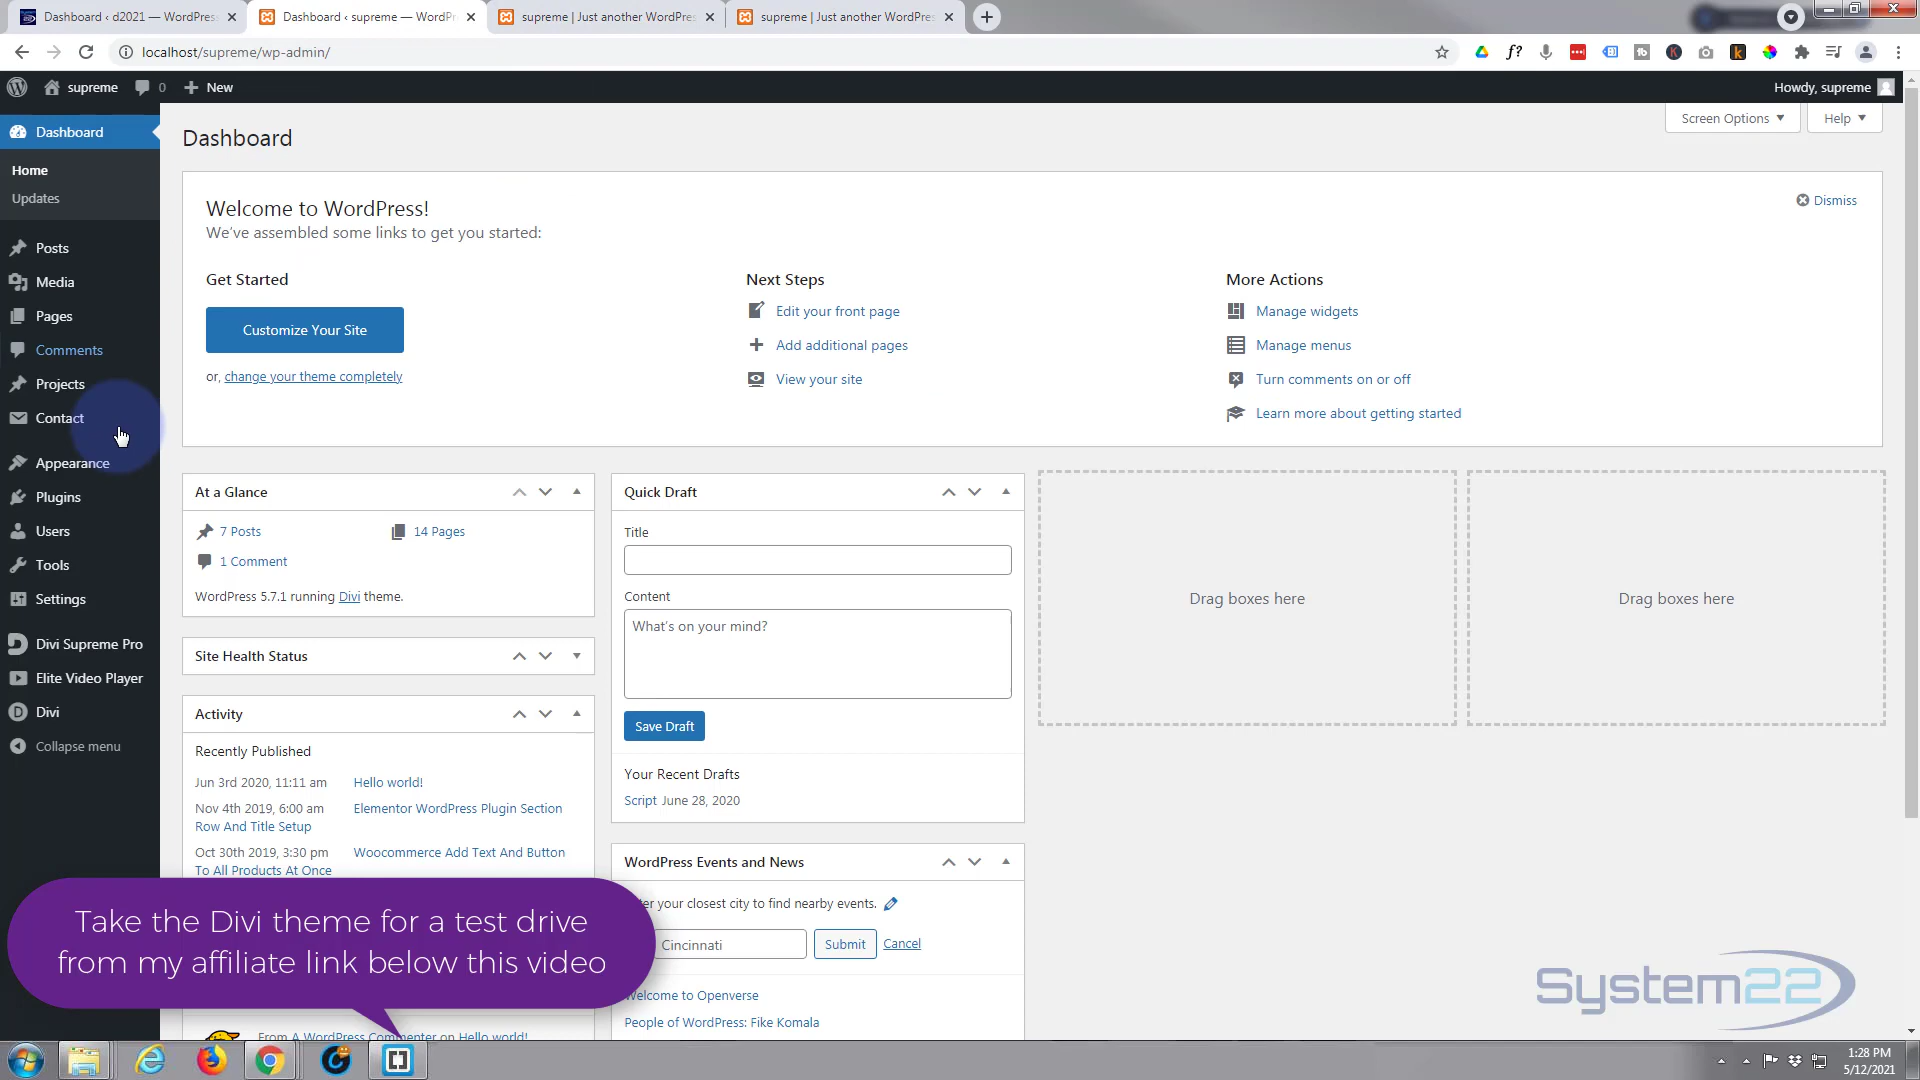 Dashboard ‹ d2021 — WordPress
Dashboard ‹ supreme — WordPr
supreme | Just another WordPres
supreme | Just another WordPres
localhost/supreme/wp-admin/
supreme
0
New
Howdy, supreme
Dashboard
Home
Updates
Posts
Media
Pages
Comments
Projects
Contact
Appearance
Plugins
Users
Tools
Settings
Divi Supreme Pro
Elite Video Player
Divi
Collapse menu
Dashboard
Screen Options
Help
Welcome to WordPress!
We've assembled some links to get you started:
Dismiss
Get Started
Customize Your Site
or, change your theme completely
Next Steps
Edit your front page
Add additional pages
View your site
More Actions
Manage widgets
Manage menus
Turn comments on or off
Learn more about getting started
At a Glance
7 Posts
14 Pages
1 Comment
WordPress 5.7.1 running Divi theme.
Site Health Status
Activity
Recently Published
Jun 3rd 2020, 11:11 am Hello world!
Nov 4th 2019, 6:00 am Elementor WordPress Plugin Section
Row And Title Setup
Oct 30th 2019, 3:30 pm Woocommerce Add Text And Button
To All Products At Once
From A WordPress Commenter on Hello world!
Quick Draft
Title
Content
What's on your mind?
Save Draft
Your Recent Drafts
Script June 28, 2020
WordPress Events and News
your closest city to find nearby events.
Cincinnati
Submit
Cancel
Welcome to Openverse
People of WordPress: Fike Komala
Drag boxes here
Drag boxes here
Take the Divi theme for a test drive
from my affiliate link below this video
System22
1:28 PM
5/12/2021